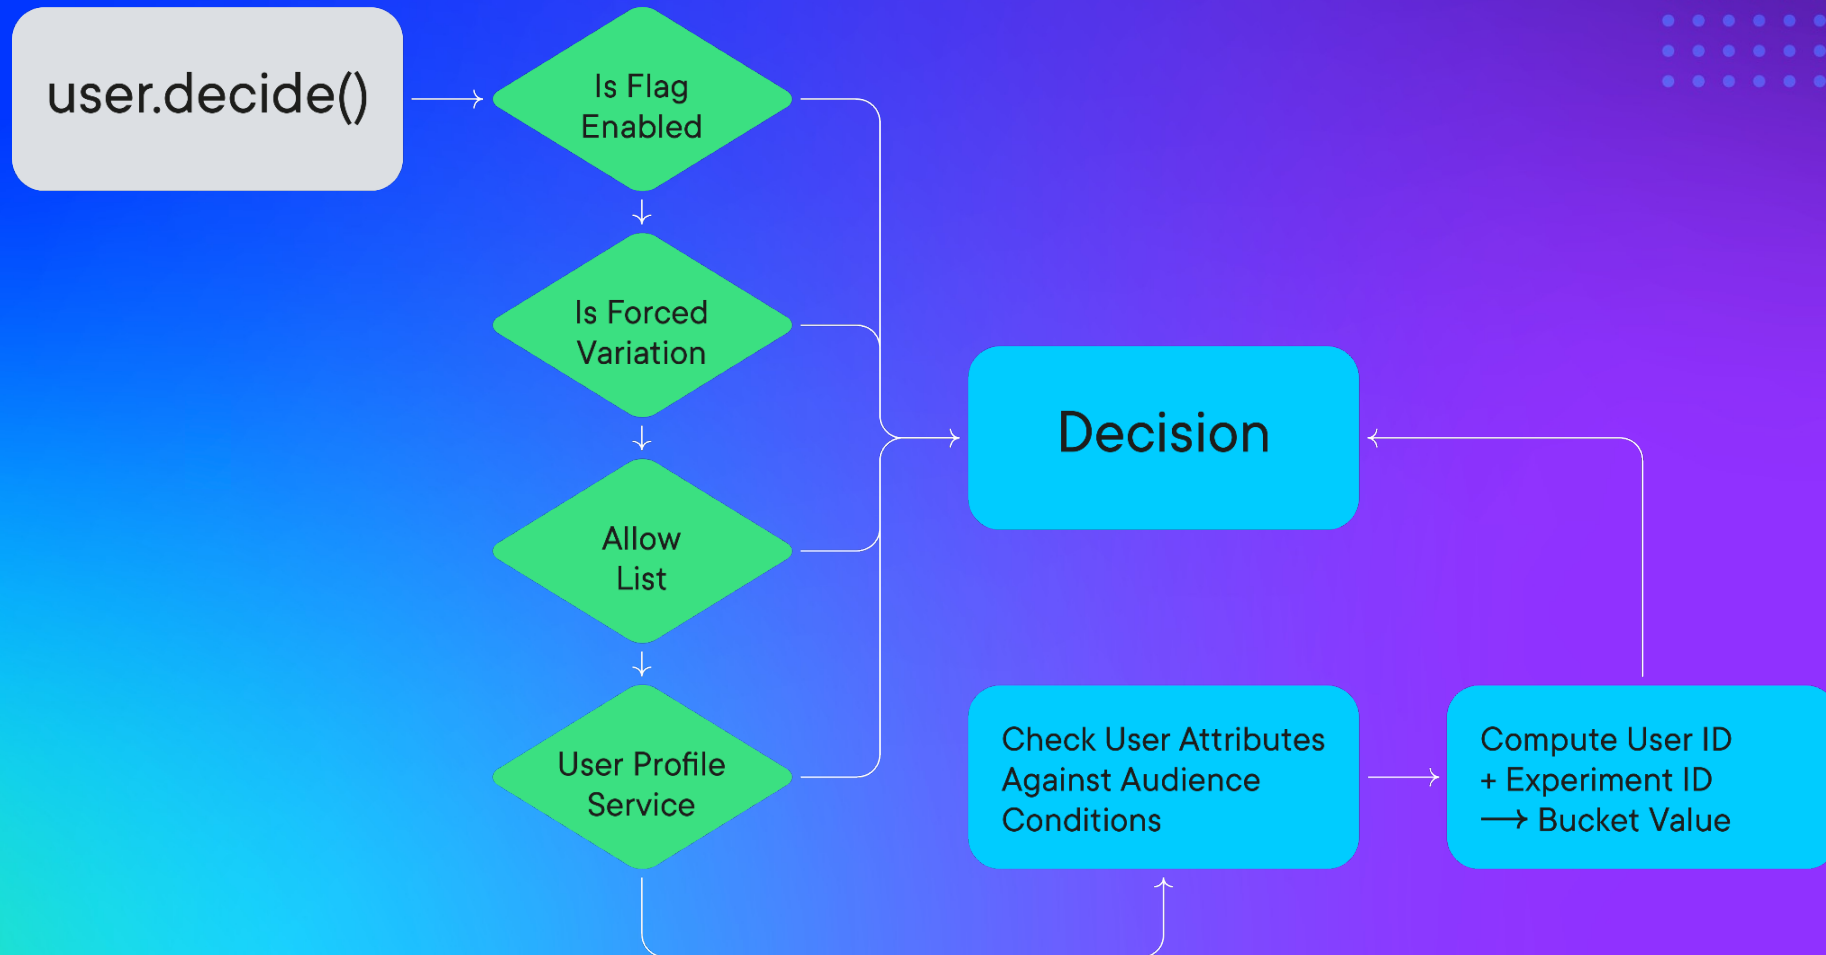 user.decide()
Is Flag
Enabled
Is Forced
Variation
Allow
List
User Profile
Service
Decision
Check User Attributes
Against Audience
Conditions
Compute User ID
+ Experiment ID
→ Bucket Value